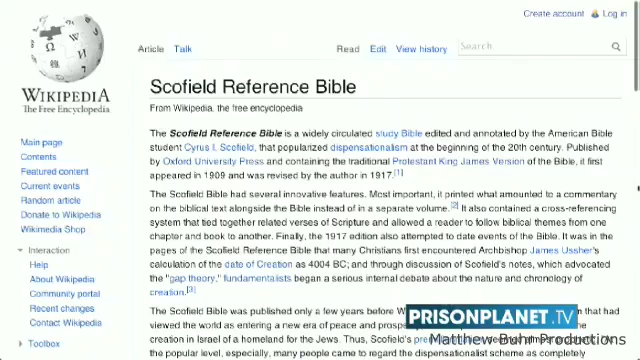 Create account Log in
Article Talk Read Edit View history Search
WIKIPEDIA
The Free Encyclopedia
Main page
Contents
Featured content
Current events
Random article
Donate to Wikipedia
Wikimedia Shop
Interaction
Help
About Wikipedia
Community portal
Recent changes
Contact Wikipedia
Toolbox
Scofield Reference Bible
From Wikipedia, the free encyclopedia
The Scofield Reference Bible is a widely circulated study Bible edited and annotated by the American Bible
student Cyrus I. Scofield, that popularized dispensationalism at the beginning of the 20th century. Published
by Oxford University Press and containing the traditional Protestant King James Version of the Bible, it first
appeared in 1909 and was revised by the author in 1917.[1]
The Scofield Bible had several innovative features. Most important, it printed what amounted to a commentary
on the biblical text alongside the Bible instead of in a separate volume.[2] It also contained a cross-referencing
system that tied together related verses of Scripture and allowed a reader to follow biblical themes from one
chapter and book to another. Finally, the 1917 edition also attempted to date events of the Bible. It was in the
pages of the Scofield Reference Bible that many Christians first encountered Archbishop James Ussher's
calculation of the date of Creation as 4004 BC; and through discussion of Scofield's notes, which advocated
the "gap theory," fundamentalists began a serious internal debate about the nature and chronology of
creation.[3]
The Scofield Bible was published only a few years before W that had
viewed the world as entering a new era of peace and prosp
creation in Israel of a homeland for the Jews. Thus, Scofield's
the popular level, especially, many people came to regard the dispensationalist scheme as completely
PRISONPLANET.TV
Matthew Buhn Productions